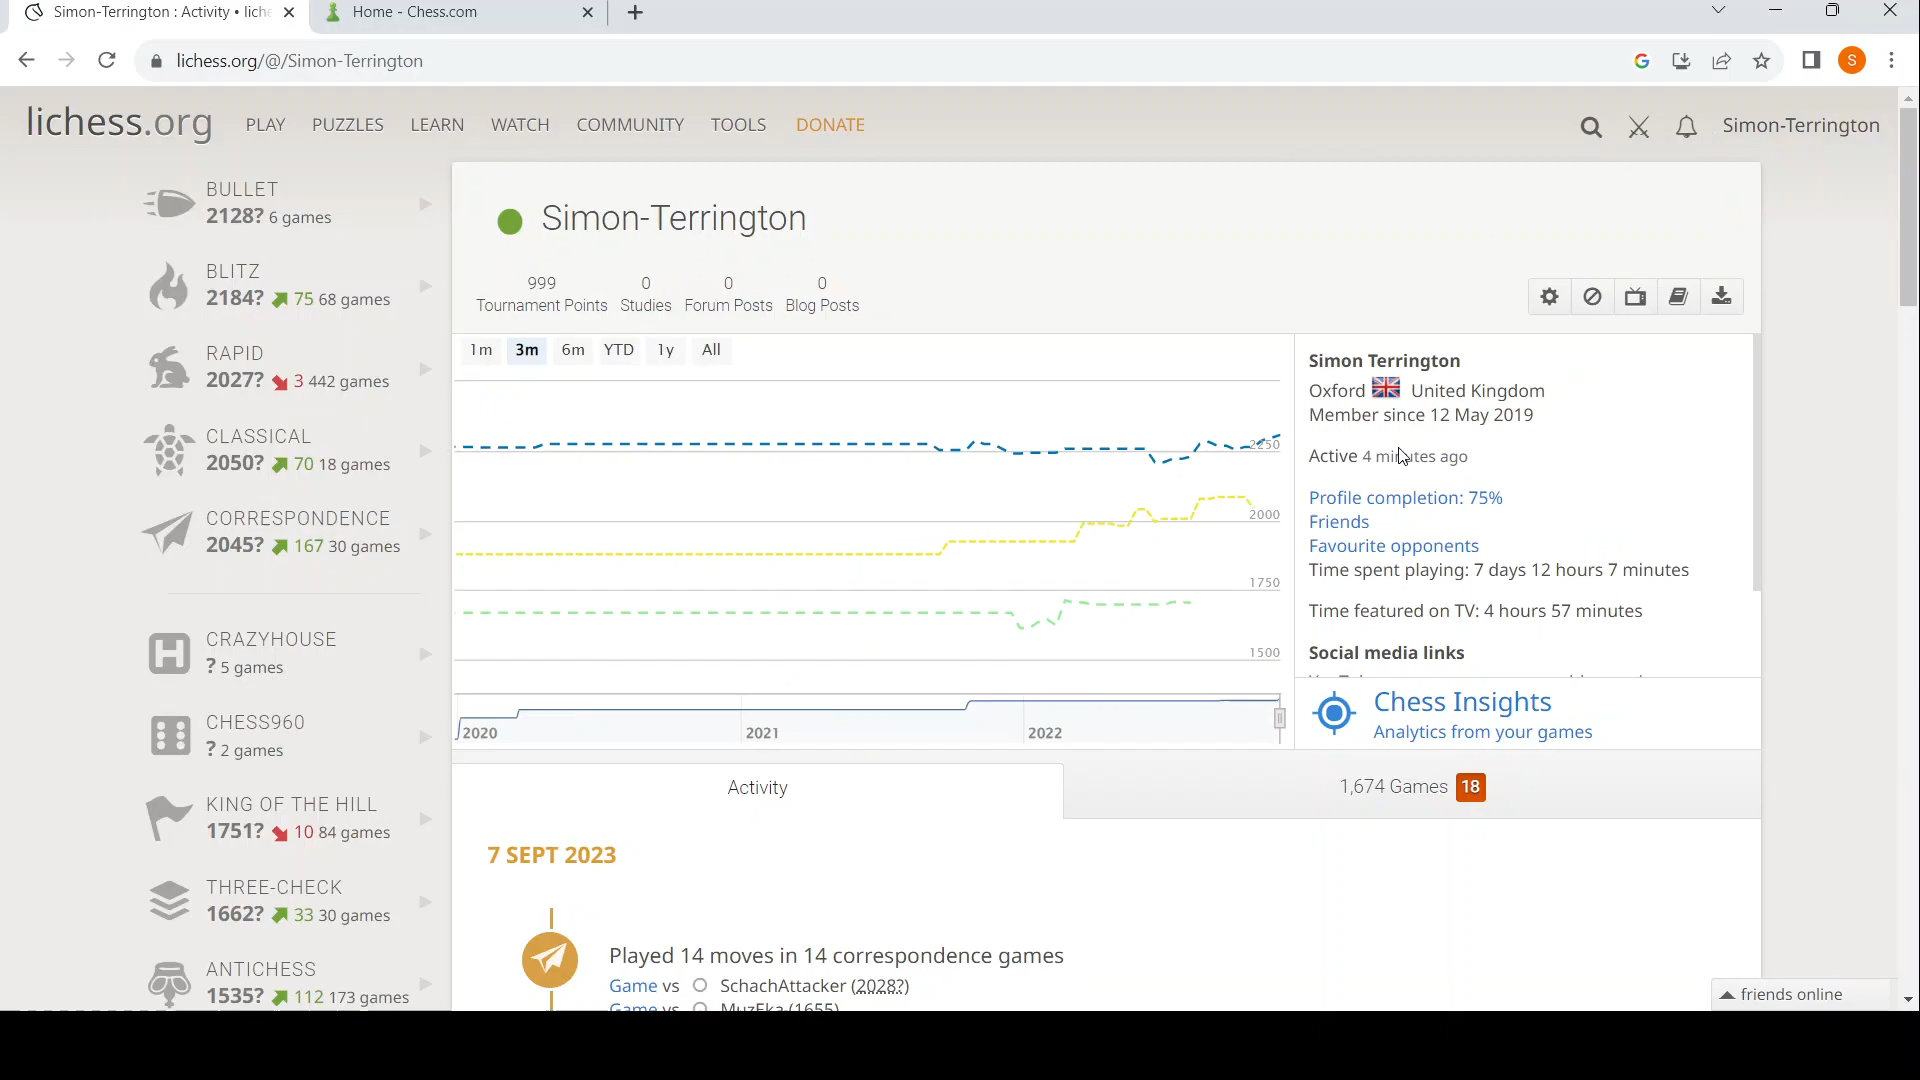 Simon-Terrington : Activity • liche
Home - Chess.com
lichess.org/@/Simon-Terrington
S
lichess.org
PLAY PUZZLES LEARN WATCH COMMUNITY TOOLS DONATE
Simon-Terrington
BULLET
2128? 6 games
BLITZ
2184? 75 68 games
RAPID
2027? 3 442 games
CLASSICAL
2050? 70 18 games
CORRESPONDENCE
2045? 167 30 games
CRAZYHOUSE
? 5 games
CHESS960
? 2 games
KING OF THE HILL
1751? 10 84 games
THREE-CHECK
1662? 33 30 games
ANTICHESS
1535? 112 173 games
Simon-Terrington
999 0 0 0
Tournament Points Studies Forum Posts Blog Posts
1m 3m 6m YTD 1y All
2250
2000
1750
1500
2020 2021 2022
Simon Terrington
Oxford United Kingdom
Member since 12 May 2019
Active 4 minutes ago
Profile completion: 75%
Friends
Favourite opponents
Time spent playing: 7 days 12 hours 7 minutes
Time featured on TV: 4 hours 57 minutes
Social media links
Chess Insights
Analytics from your games
Activity
1,674 Games 18
7 SEPT 2023
Played 14 moves in 14 correspondence games
Game vs SchachAttacker (2028?)
Game vs MuzEka (1655)
friends online